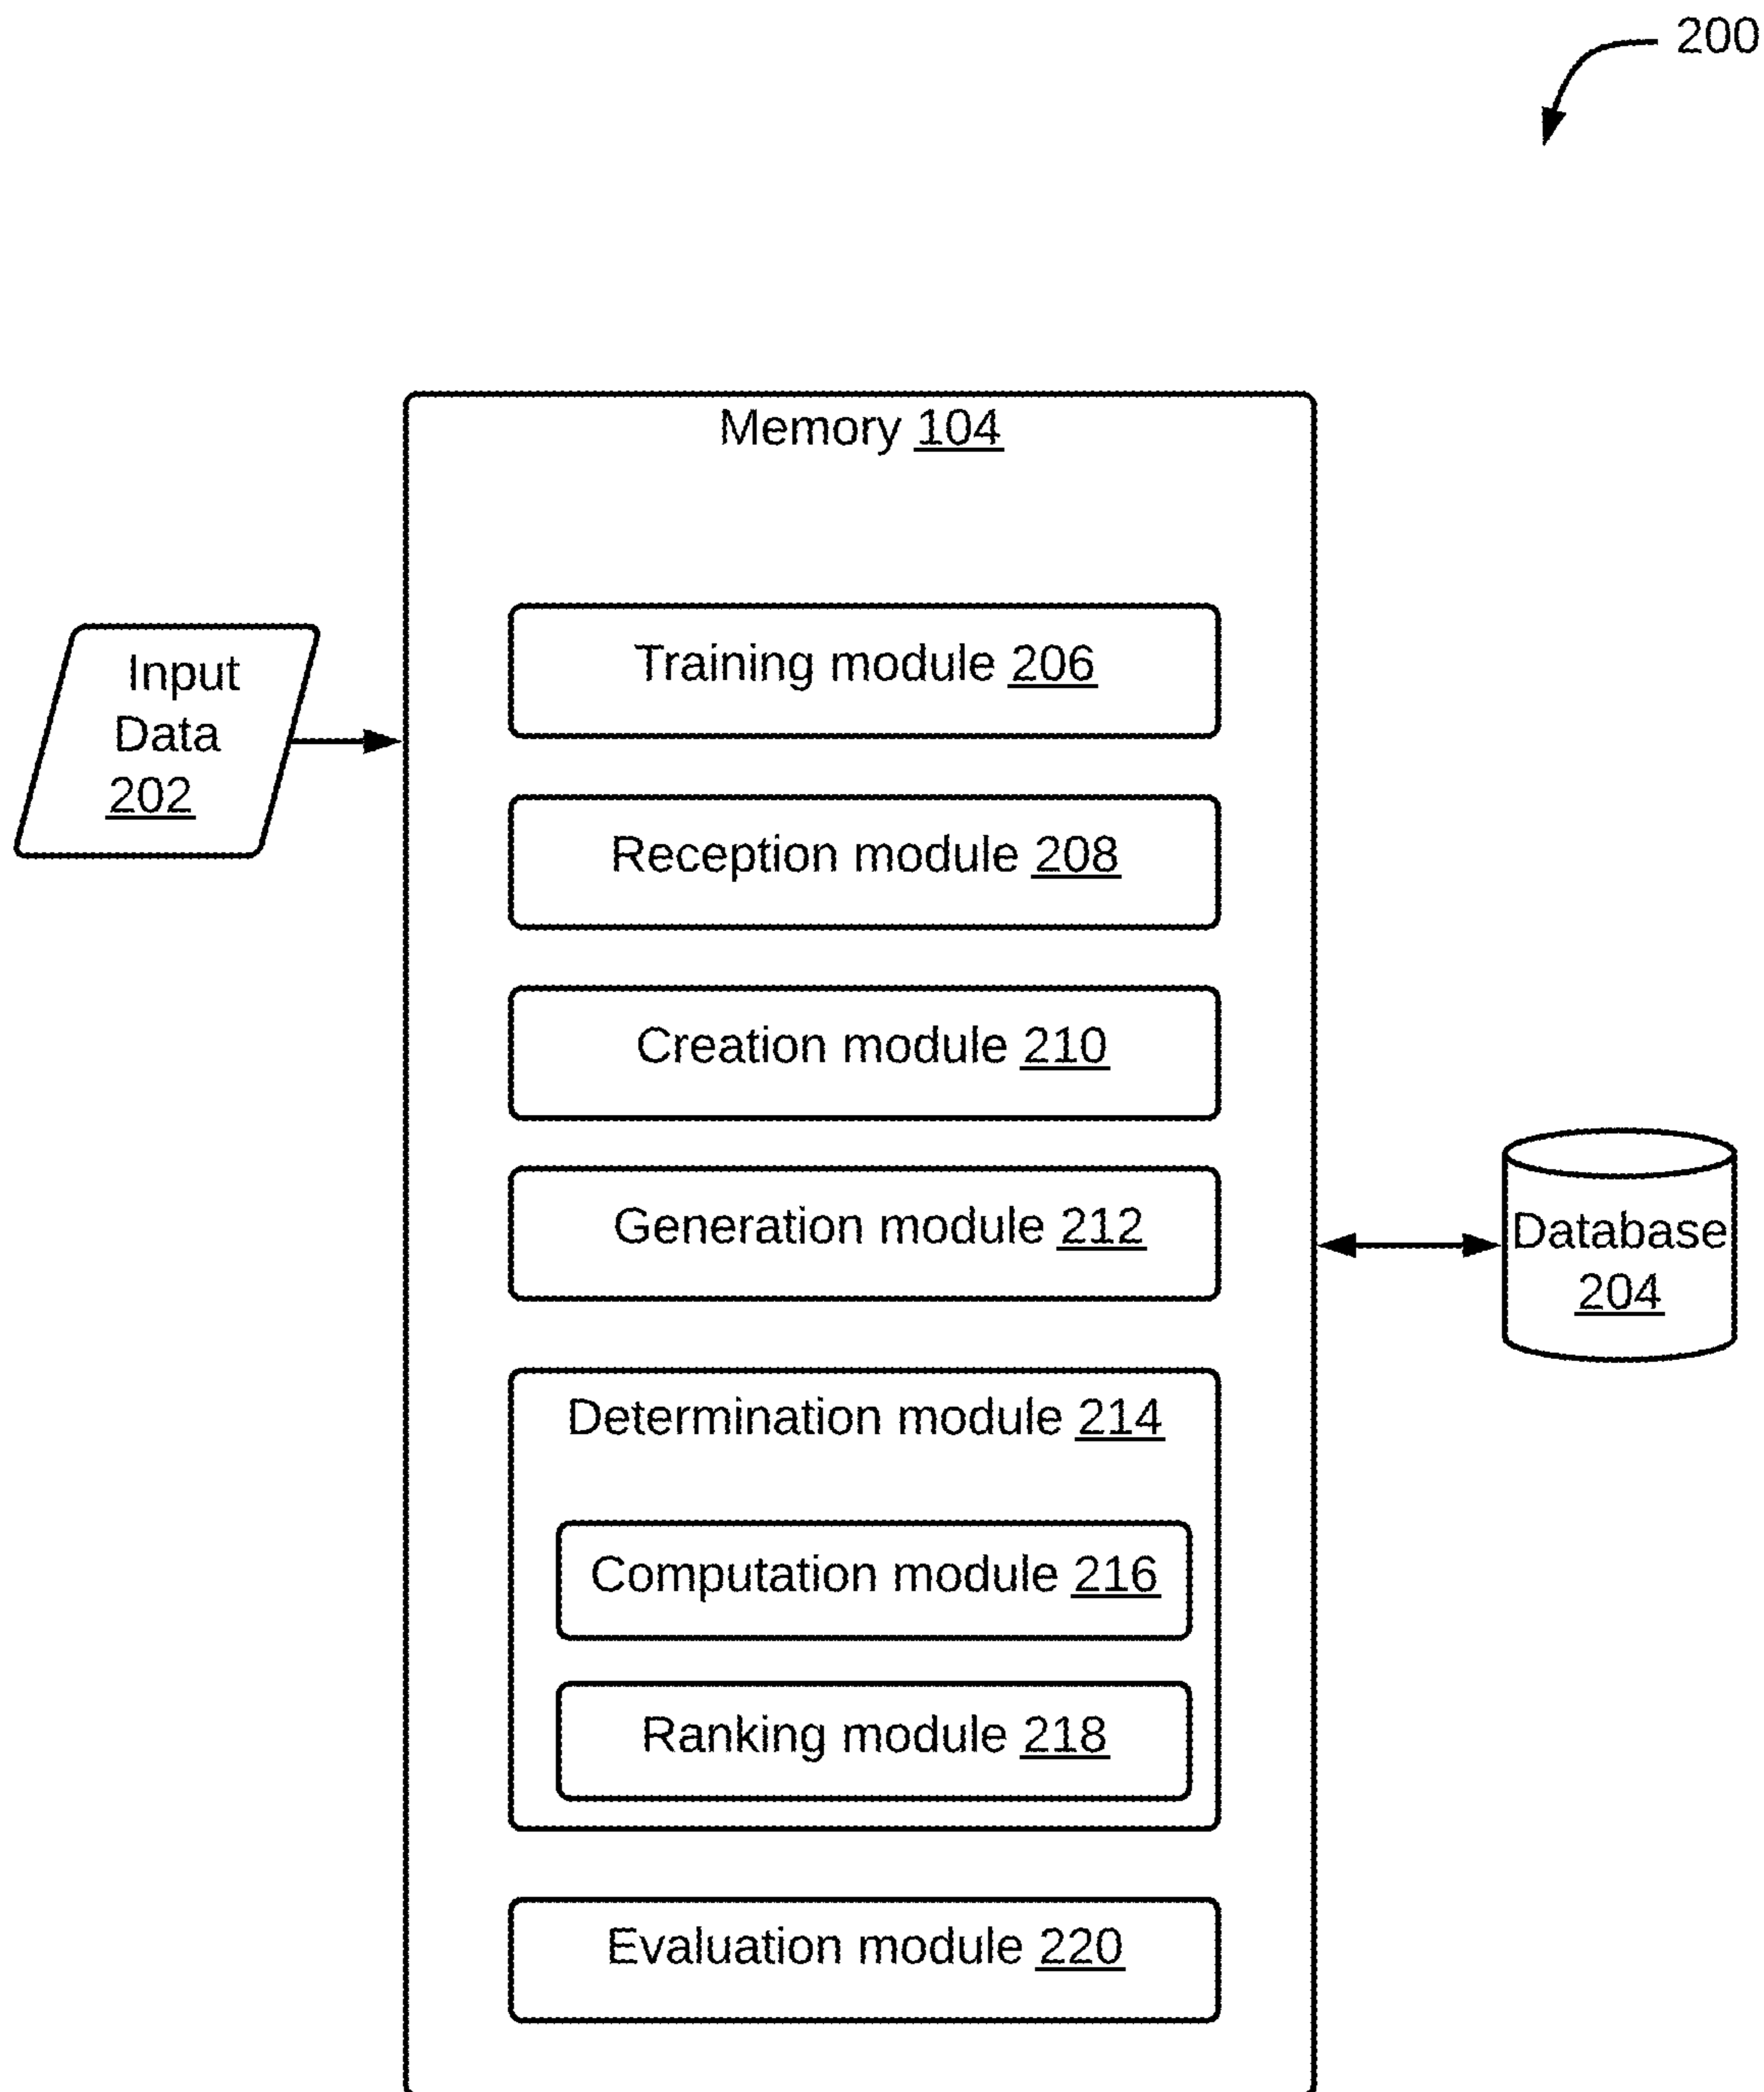 200
Memory 104
Input
Data
202
Training module 206
Reception module 208
Creation module 210
Generation module 212
Database
204
Determination module 214
Computation module 216
Ranking module 218
Evaluation module 220